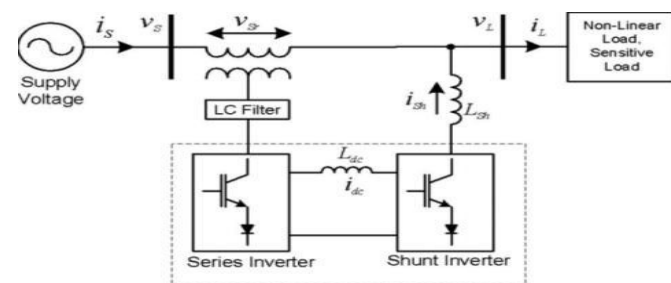 i_S
v_S
v_Sr
v_L
i_L
Non-Linear
Load,
Sensitive
Load
Supply
Voltage
LC Filter
i_Sh
L_Sh
L_dc
i_dc
Series Inverter
Shunt Inverter